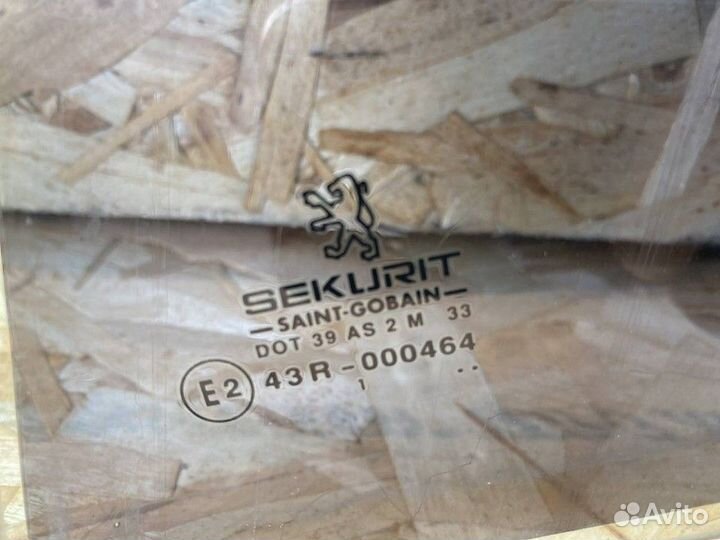 SEKURIT
—SAINT-GOBAIN—
DOT 39 AS 2 M 33
E2 43R-000464
1 ..
Avito